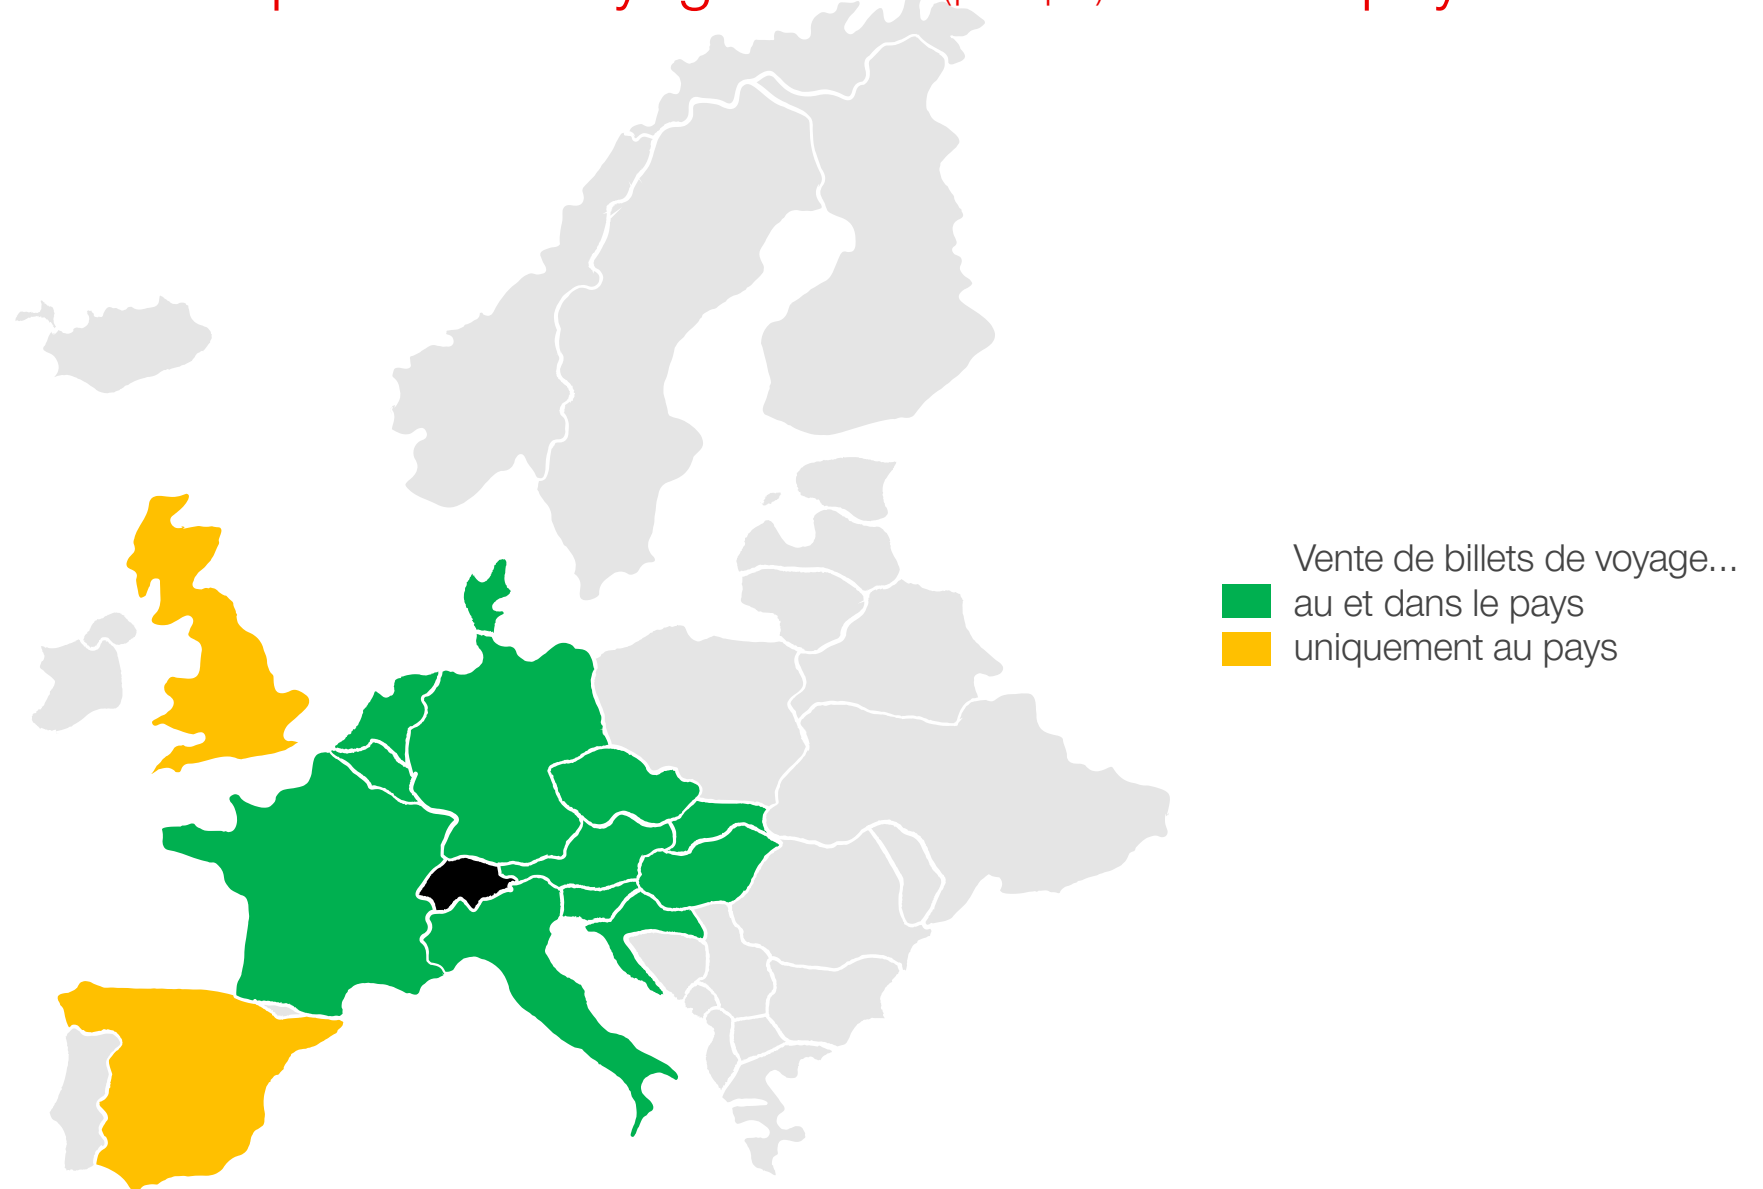 Vente de billets de voyage...
au et dans le pays
uniquement au pays